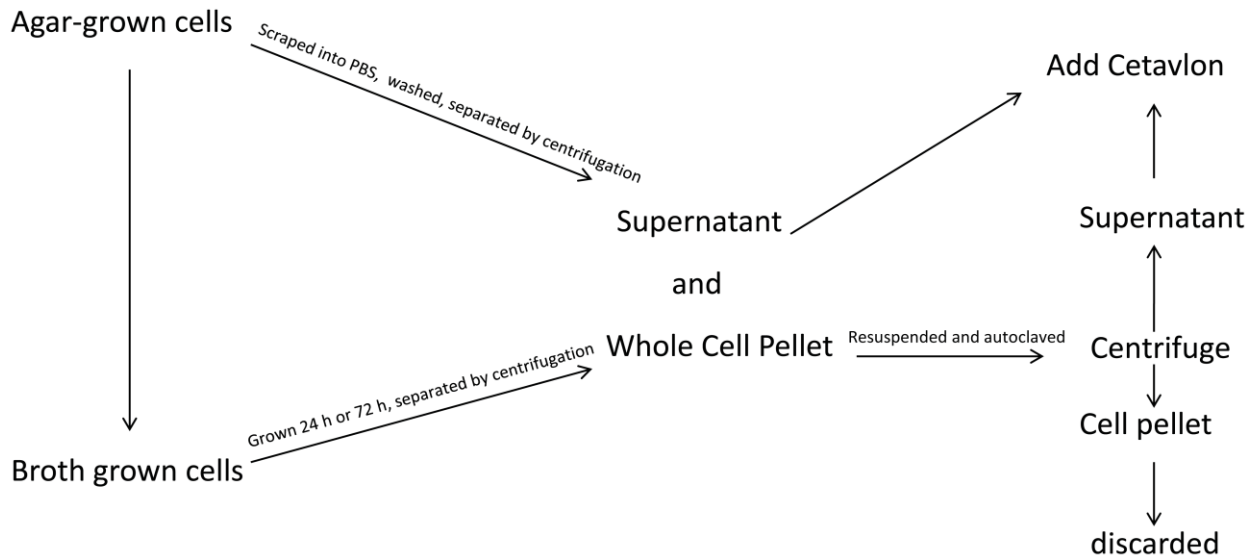 Agar-grown cells
Scraped into PBS, washed, separated by centrifugation
Add Cetavlon
Supernatant
and
Whole Cell Pellet
Resuspended and autoclaved
Supernatant
Centrifuge
Cell pellet
discarded
Grown 24 h or 72 h, separated by centrifugation
Broth grown cells